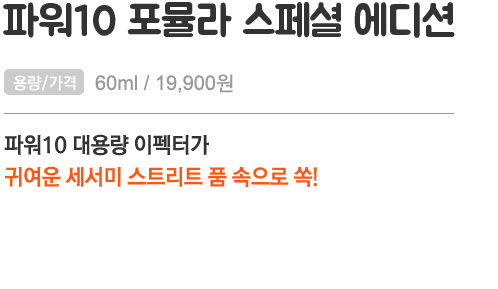 파워10 포뮬라 스페셜 에디션
용량/가격 60ml / 19,900원
파워10 대용량 이펙터가
귀여운 세서미 스트리트 품 속으로 쏙!